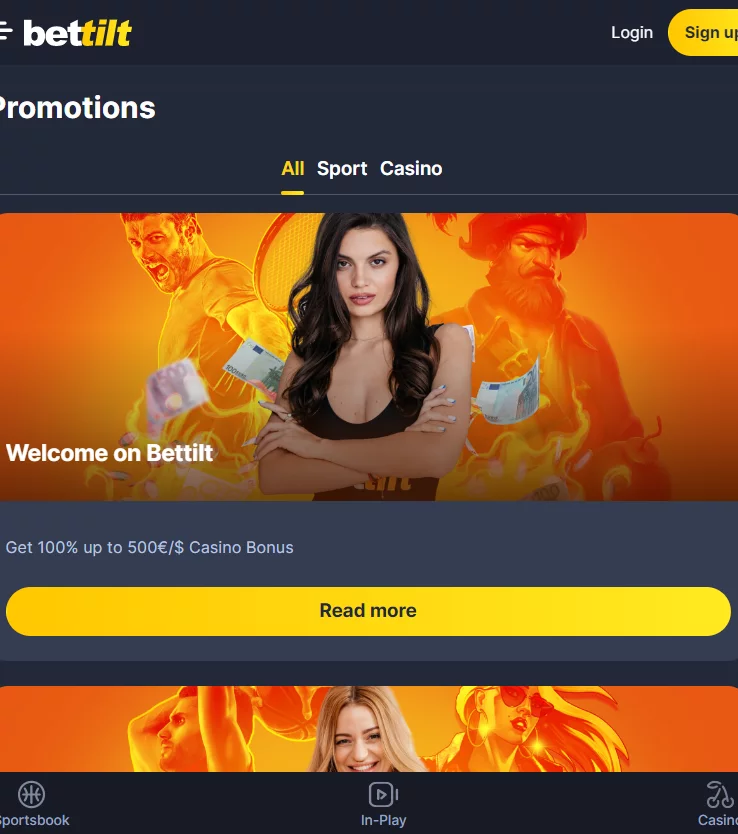 bettilt
Login
Sign up
Promotions
All Sport Casino
Welcome on Bettilt
Get 100% up to 500€/$ Casino Bonus
Read more
Sportsbook
In-Play
Casino